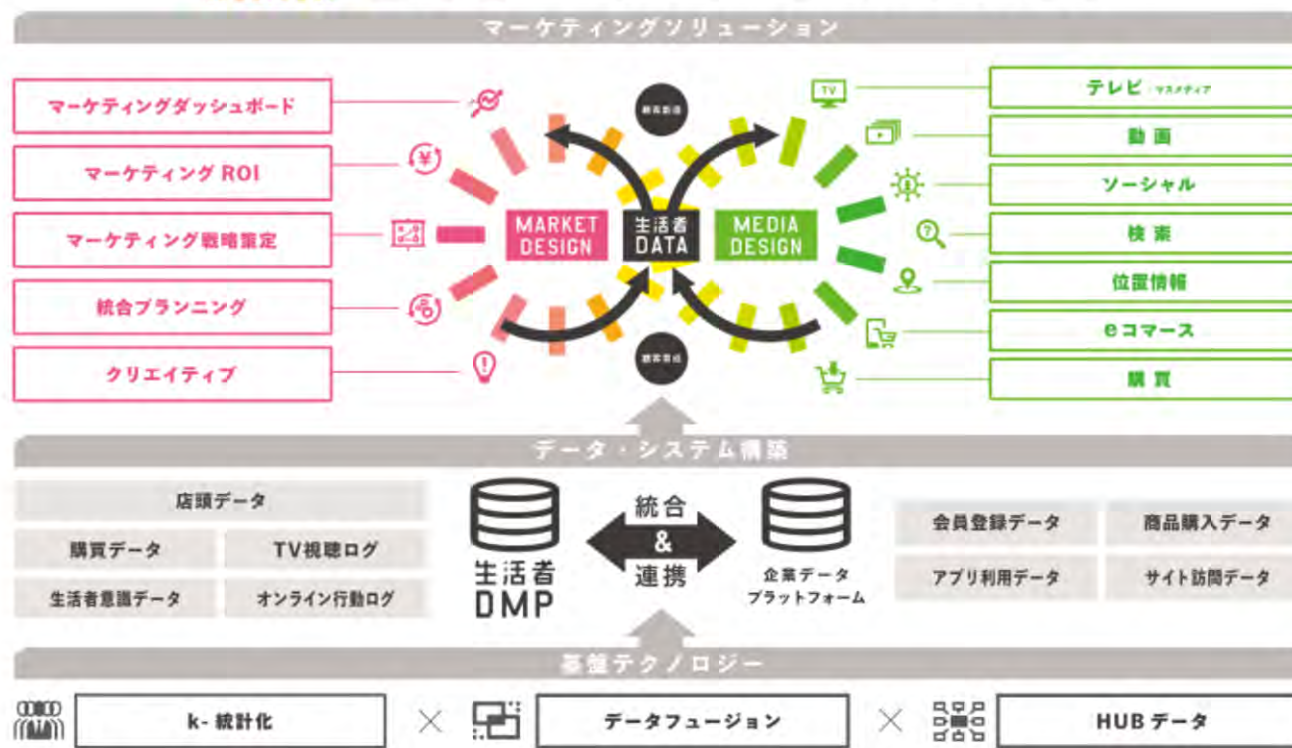 マーケティングソリューション
マーケティングダッシュボード
マーケティング ROI
マーケティング戦略策定
統合プランニング
クリエイティブ
TV
¥
MARKET
DESIGN
生活者
DATA
MEDIA
DESIGN
顧客育成
テレビ・マスメディア
動画
ソーシャル
検索
位置情報
eコマース
購買
データ・システム構築
店頭データ
購買データ
TV視聴ログ
生活者意識データ
オンライン行動ログ
生活者
DMP
統合
&
連携
企業データ
プラットフォーム
会員登録データ
商品購入データ
アプリ利用データ
サイト訪問データ
基盤テクノロジー
k-統計化
×
データフュージョン
×
HUBデータ